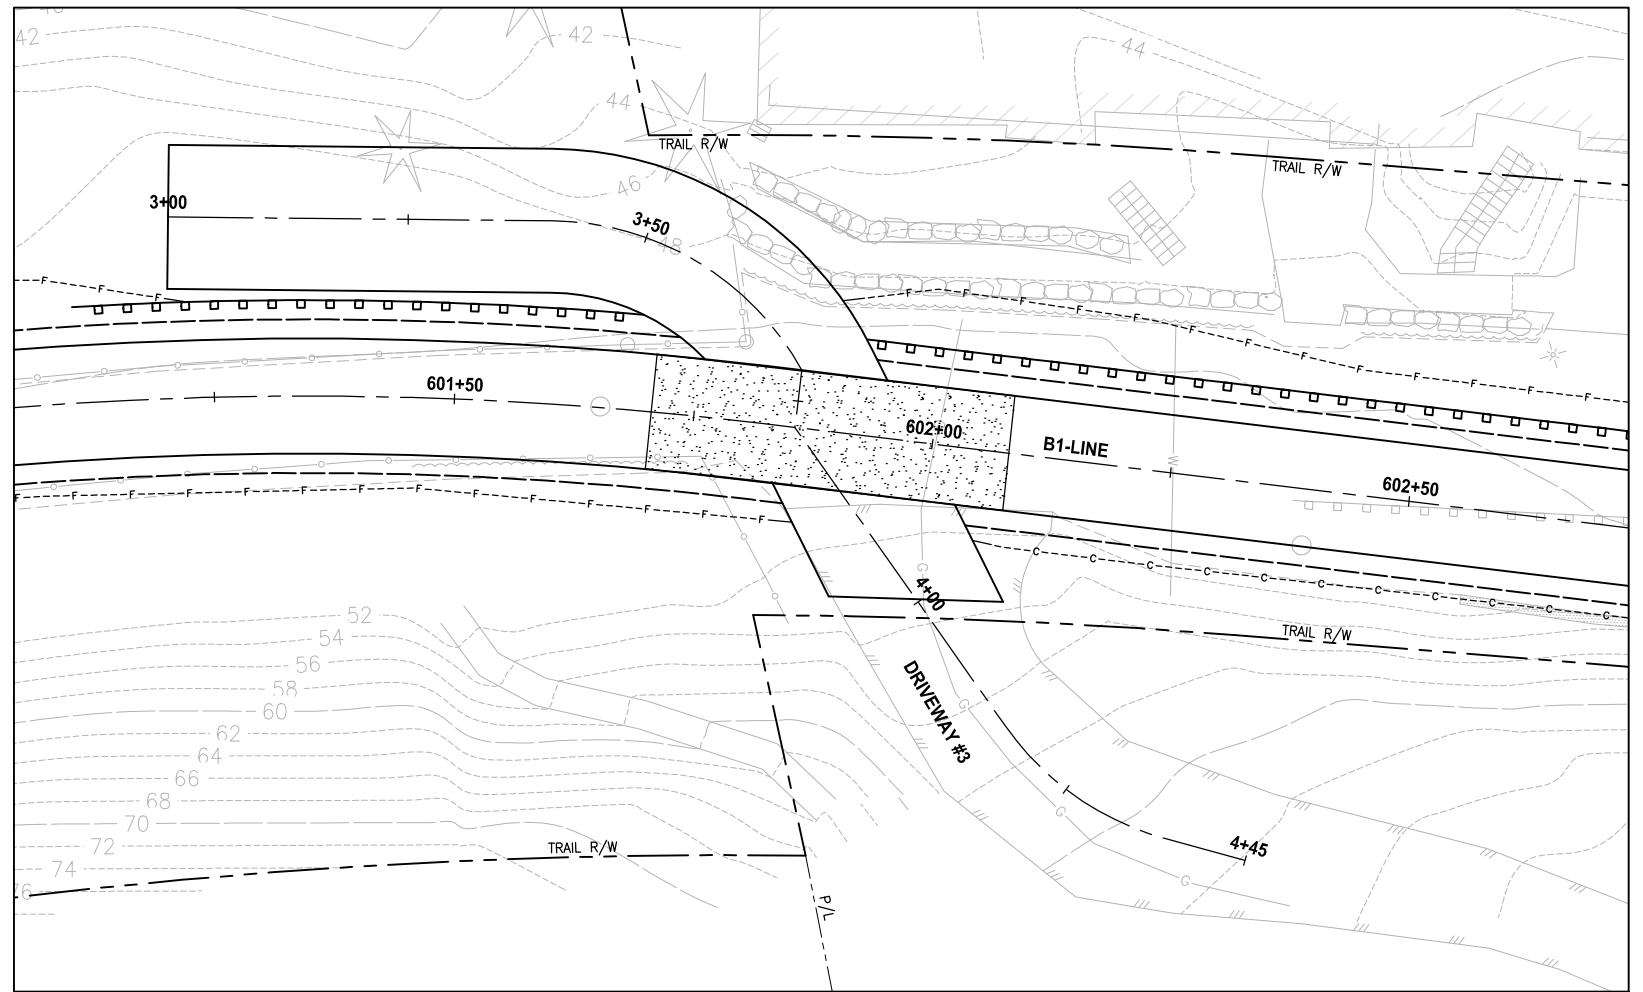 42
42
44
44
TRAIL R/W
TRAIL R/W
46
3+00
3+50
48
F F F F
F F F F F F F F F F F F F
601+50
602+00
B1-LINE
W
602+50
F F F F F F F F F F F F F F
G
C C C C C C C C C C C
4+00
52
54
56
58
60
62
64
66
68
70
72
74
76
TRAIL R/W
DRIVEWAY #3
G
G
4+45
G
TRAIL R/W
P/L